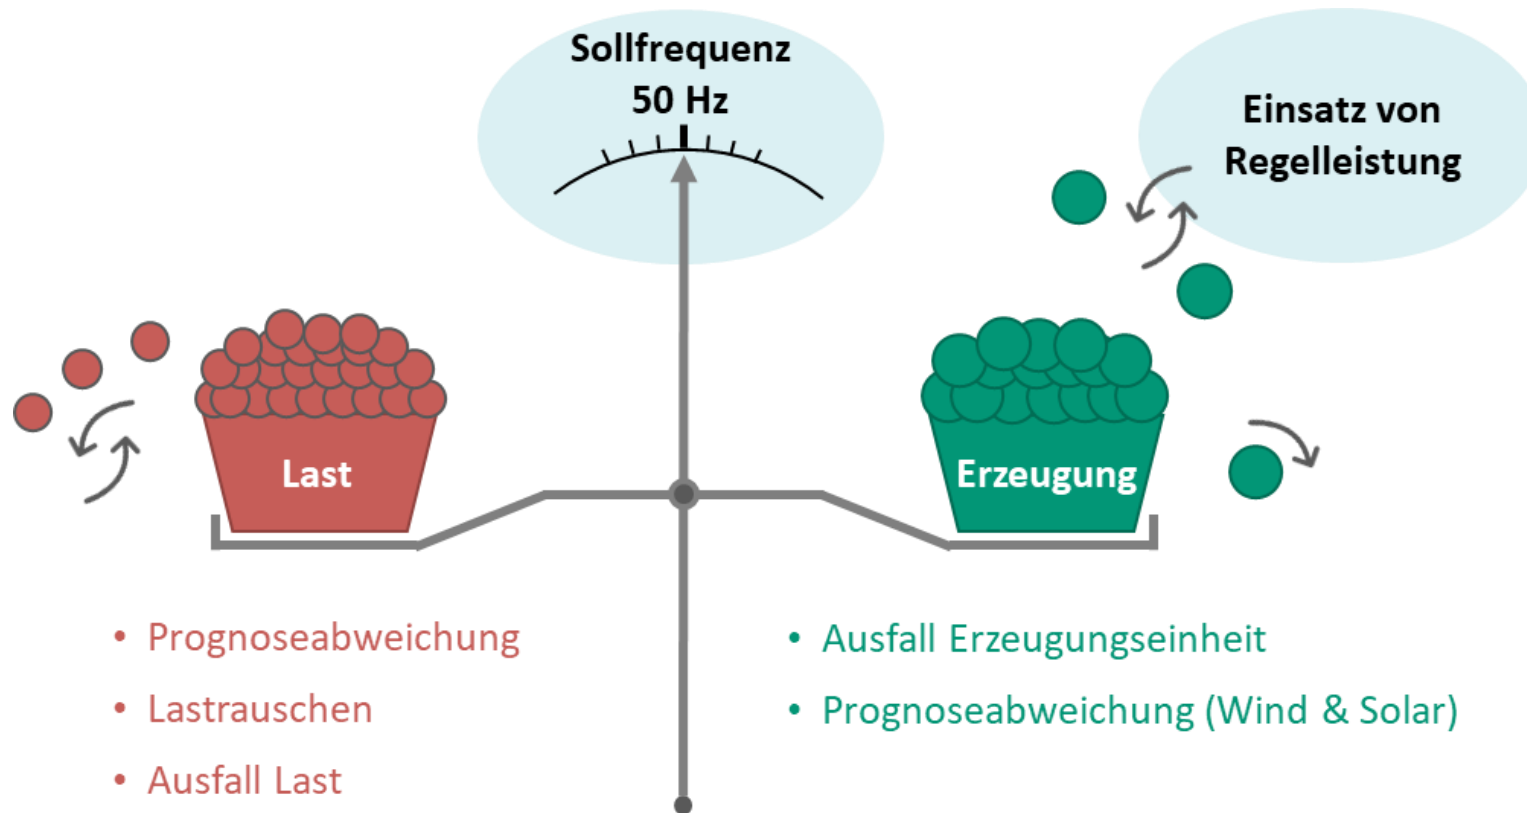 Sollfrequenz
50 Hz
Einsatz von
Regelleistung
Last
Erzeugung
• Prognoseabweichung
• Lastrauschen
• Ausfall Last
• Ausfall Erzeugungseinheit
• Prognoseabweichung (Wind & Solar)